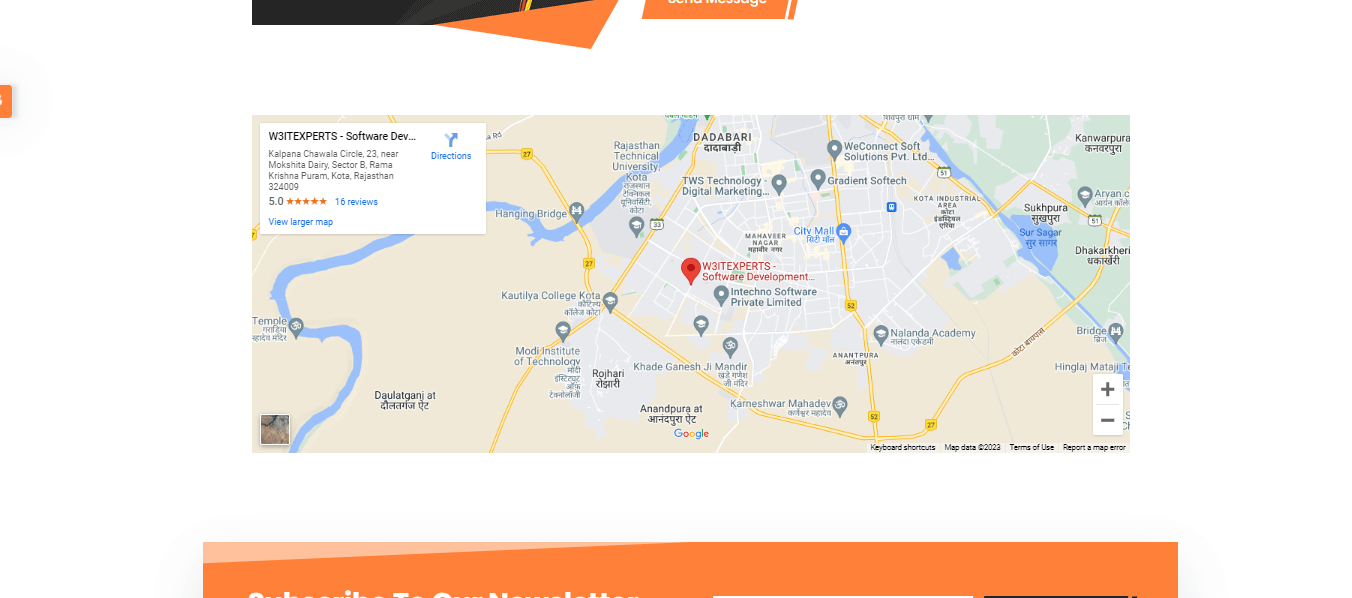 Send Message
W3ITEXPERTS - Software Dev...
Kalpana Chawala Circle, 23, near
Mokshita Dairy, Sector B, Rama
Krishna Puram, Kota, Rajasthan
324009
5.0
16 reviews
View larger map
Directions
27
DADABARI
दादाबाड़ी
WeConnect Soft
Solutions Pvt. Ltd...
Kanwarpura
कनवरपुरा
Rajasthan
Technical
University,
Kota
राजस्थान
टेक्निकल
यूनिवर्सिटी,
कोटा
TWS Technology -
Digital Marketing...
Gradient Softech
51
KOTA INDUSTRIAL
AREA
कोटा
इंडस्ट्रियल
एरिया
Sukhpura
सुखपुरा
51
Hanging Bridge
33
MAHAVEER
NAGAR
महावीर नगर
City Mall
सिटी मॉल
Sur Sagar
सुर सागर
Dhakarkheri
धकारखेरी
27
W3ITEXPERTS -
Software Development...
Intechno Software
Private Limited
Kautilya College Kota
कौटिल्य
कॉलेज कोटा
52
Temple
Nalanda Academy
नालंदा एकेडमी
Bridge
ब्रिज
कोटा बायपास
Modi Institute
of Technology
मोदी
इंस्टिट्यूट
ऑफ़
टेक्नोलॉजी
Khade Ganesh Ji Mandir
खड़े गणेश
जी मंदिर
ANANTPURA
अनंतपुरा
Hinglaj Mataji
Rojhari
रोझारी
Daulatganj at
दौलतगंज ऐट
Anandpura at
आनंदपुरा ऐट
Karneshwar Mahadev
कर्णेश्वर महादेव
52
27
Google
Keyboard shortcuts
Map data ©2023
Terms of Use
Report a map error
Subscribe To Our Newsletter